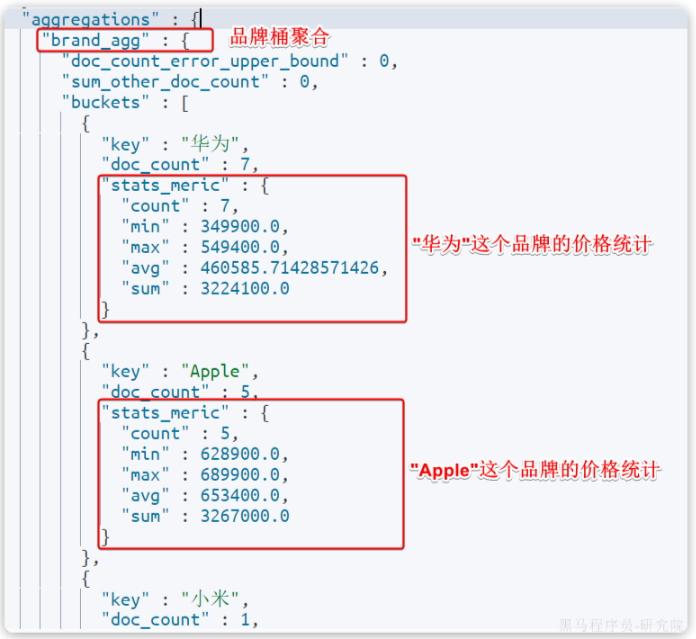 "aggregations" : {
"brand_agg" : {
品牌桶聚合
"doc_count_error_upper_bound" : 0,
"sum_other_doc_count" : 0,
"buckets" : [
{
"key" : "华为",
"doc_count" : 7,
"stats_meric" : {
"count" : 7,
"min" : 349900.0,
"max" : 549400.0,
"avg" : 460585.71428571426,
"sum" : 3224100.0
}
"华为"这个品牌的价格统计
},
{
"key" : "Apple",
"doc_count" : 5,
"stats_meric" : {
"count" : 5,
"min" : 628900.0,
"max" : 689900.0,
"avg" : 653400.0,
"sum" : 3267000.0
}
"Apple"这个品牌的价格统计
},
{
"key" : "小米",
"doc_count" : 1,
黑马程序员-研究院